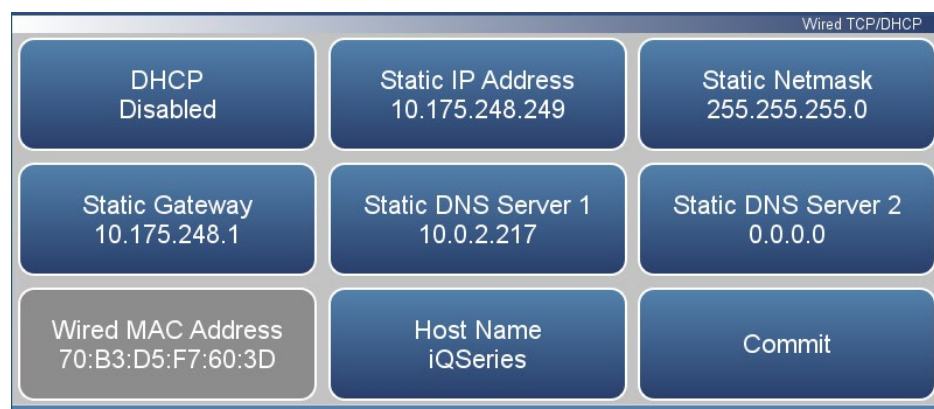 Wired TCP/DHCP
DHCP
Disabled
Static IP Address
10.175.248.249
Static Netmask
255.255.255.0
Static Gateway
10.175.248.1
Static DNS Server 1
10.0.2.217
Static DNS Server 2
0.0.0.0
Wired MAC Address
70:B3:D5:F7:60:3D
Host Name
iQSeries
Commit